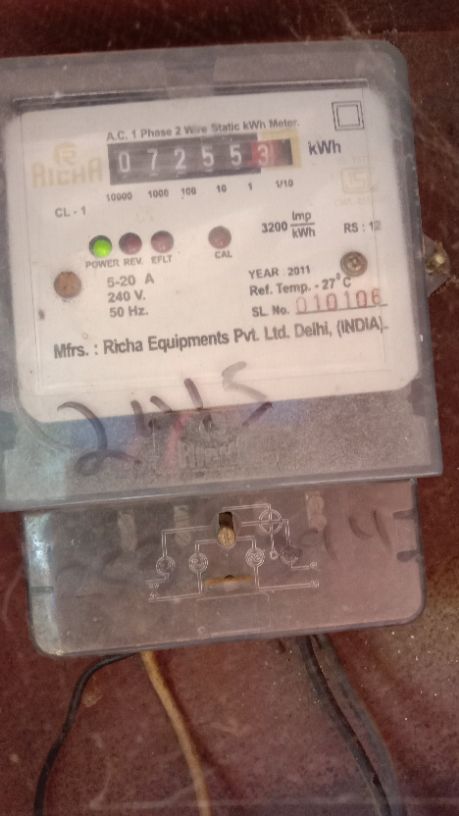 A.C. 1 Phase 2 Wire Static kWh Meter.
RICHA
072553 kWh
10000 1000 100 10 1 1/10
CL - 1
3200 Imp/kWh
RS : 12
POWER REV. EFLT CAL
5-20 A
240 V.
50 Hz.
YEAR : 2011
Ref. Temp. - 27°C
SL No. 010106
Mfrs. : Richa Equipments Pvt. Ltd. Delhi, (INDIA).
RICHA